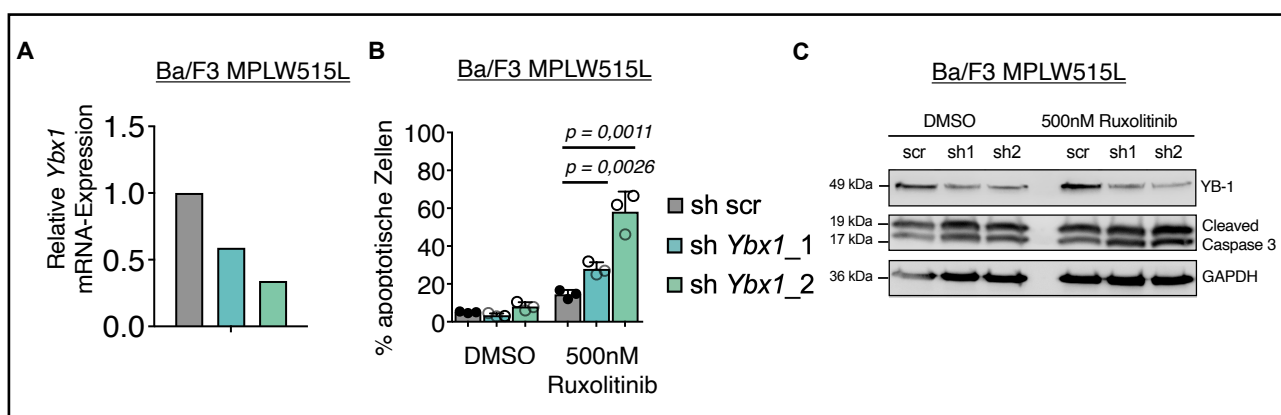 A
Ba/F3 MPLW515L
Relative Ybx1
mRNA-Expression
1.5
1.0
0.5
0.0
B
Ba/F3 MPLW515L
% apoptotische Zellen
100
80
60
40
20
0
p = 0,0011
p = 0,0026
DMSO
500nM
Ruxolitinib
sh scr
sh Ybx1_1
sh Ybx1_2
C
Ba/F3 MPLW515L
DMSO 500nM Ruxolitinib
scr sh1 sh2 scr sh1 sh2
49 kDa YB-1
19 kDa Cleaved
17 kDa Caspase 3
36 kDa GAPDH